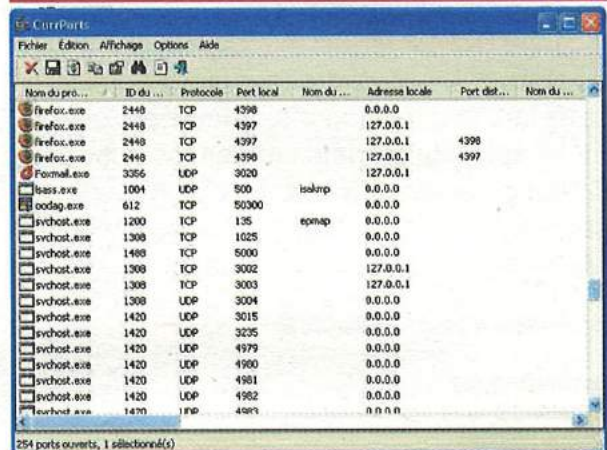 CurrPorts
Fichier Édition Affichage Options Aide
Nom du pro... ID du ... Protocole Port local Nom du ... Adresse locale Port dist... Nom du ...
firefox.exe 2448 TCP 4398 0.0.0.0
firefox.exe 2448 TCP 4397 127.0.0.1
firefox.exe 2448 TCP 4397 127.0.0.1 4398
firefox.exe 2448 TCP 4398 127.0.0.1 4397
Foxmail.exe 3356 UDP 3020 127.0.0.1
lsass.exe 1004 UDP 500 isakmp 0.0.0.0
oodag.exe 612 TCP 50300 0.0.0.0
svchost.exe 1200 TCP 135 epmap 0.0.0.0
svchost.exe 1308 TCP 1025 0.0.0.0
svchost.exe 1488 TCP 5000 0.0.0.0
svchost.exe 1308 TCP 3002 127.0.0.1
svchost.exe 1308 TCP 3003 127.0.0.1
svchost.exe 1308 UDP 3004 0.0.0.0
svchost.exe 1420 UDP 3015 0.0.0.0
svchost.exe 1420 UDP 3235 0.0.0.0
svchost.exe 1420 UDP 4979 0.0.0.0
svchost.exe 1420 UDP 4980 0.0.0.0
svchost.exe 1420 UDP 4981 0.0.0.0
svchost.exe 1420 UDP 4982 0.0.0.0
svchost.exe 1420 UDP 4983 0.0.0.0
254 ports ouverts, 1 sélectionné(s)